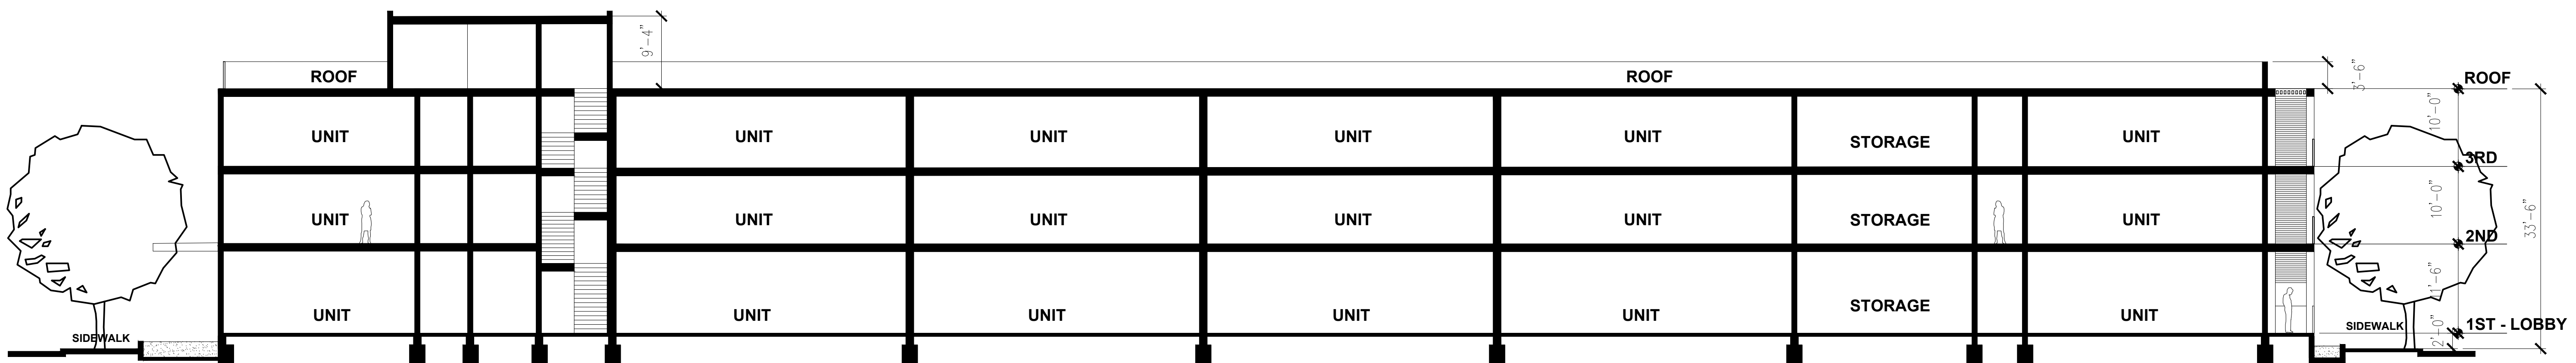 9'-4"
ROOF
ROOF
3'-6"
ROOF
10'-0"
UNIT
UNIT
UNIT
UNIT
UNIT
STORAGE
UNIT
3RD
10'-0"
33'-6"
UNIT
UNIT
UNIT
UNIT
UNIT
STORAGE
UNIT
2ND
11'-6"
UNIT
UNIT
UNIT
UNIT
UNIT
STORAGE
UNIT
1ST - LOBBY
SIDEWALK
SIDEWALK
2'-0"